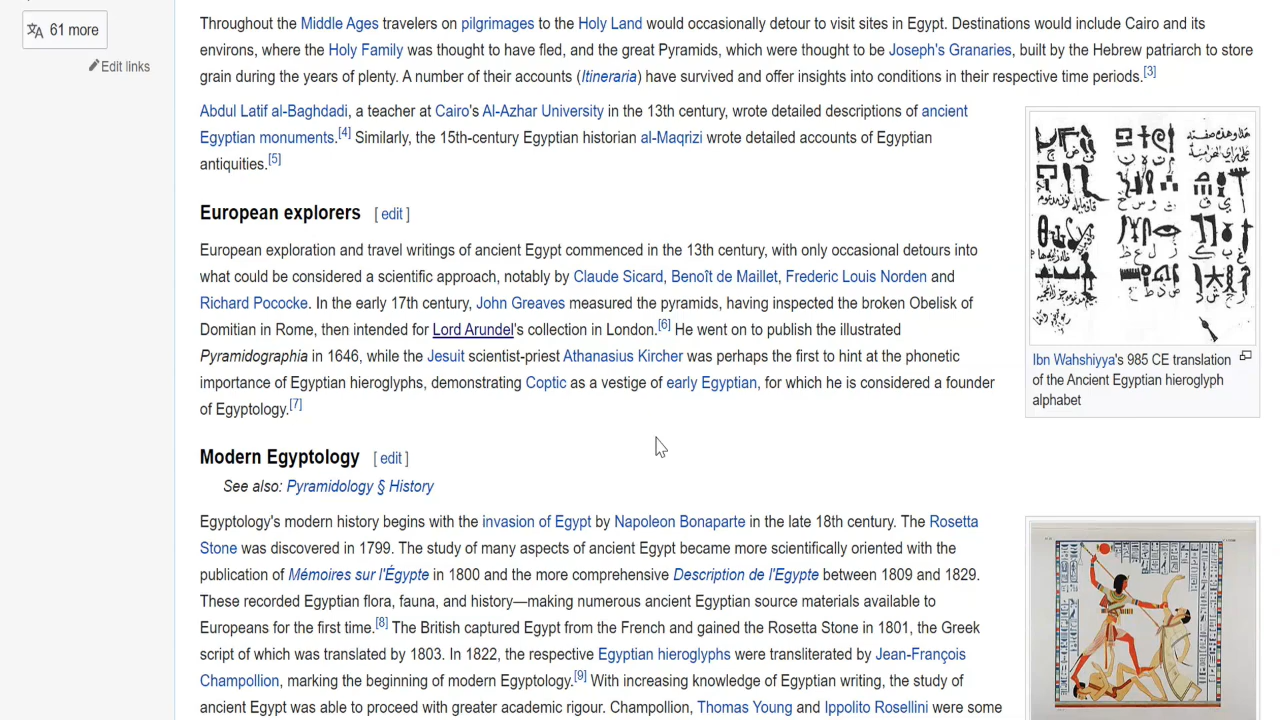 61 more
Edit links
Throughout the Middle Ages travelers on pilgrimages to the Holy Land would occasionally detour to visit sites in Egypt. Destinations would include Cairo and its
environs, where the Holy Family was thought to have fled, and the great Pyramids, which were thought to be Joseph's Granaries, built by the Hebrew patriarch to store
grain during the years of plenty. A number of their accounts (Itineraria) have survived and offer insights into conditions in their respective time periods.[3]
Abdul Latif al-Baghdadi, a teacher at Cairo's Al-Azhar University in the 13th century, wrote detailed descriptions of ancient
Egyptian monuments.[4] Similarly, the 15th-century Egyptian historian al-Maqrizi wrote detailed accounts of Egyptian
antiquities.[5]
European explorers [ edit ]
European exploration and travel writings of ancient Egypt commenced in the 13th century, with only occasional detours into
what could be considered a scientific approach, notably by Claude Sicard, Benoît de Maillet, Frederic Louis Norden and
Richard Pococke. In the early 17th century, John Greaves measured the pyramids, having inspected the broken Obelisk of
Domitian in Rome, then intended for Lord Arundel's collection in London.[6] He went on to publish the illustrated
Pyramidographia in 1646, while the Jesuit scientist-priest Athanasius Kircher was perhaps the first to hint at the phonetic
importance of Egyptian hieroglyphs, demonstrating Coptic as a vestige of early Egyptian, for which he is considered a founder
of Egyptology.[7]
Ibn Wahshiyya's 985 CE translation
of the Ancient Egyptian hieroglyph
alphabet
Modern Egyptology [ edit ]
See also: Pyramidology § History
Egyptology's modern history begins with the invasion of Egypt by Napoleon Bonaparte in the late 18th century. The Rosetta
Stone was discovered in 1799. The study of many aspects of ancient Egypt became more scientifically oriented with the
publication of Mémoires sur l'Égypte in 1800 and the more comprehensive Description de l'Egypte between 1809 and 1829.
These recorded Egyptian flora, fauna, and history—making numerous ancient Egyptian source materials available to
Europeans for the first time.[8] The British captured Egypt from the French and gained the Rosetta Stone in 1801, the Greek
script of which was translated by 1803. In 1822, the respective Egyptian hieroglyphs were transliterated by Jean-François
Champollion, marking the beginning of modern Egyptology.[9] With increasing knowledge of Egyptian writing, the study of
ancient Egypt was able to proceed with greater academic rigour. Champollion, Thomas Young and Ippolito Rosellini were some